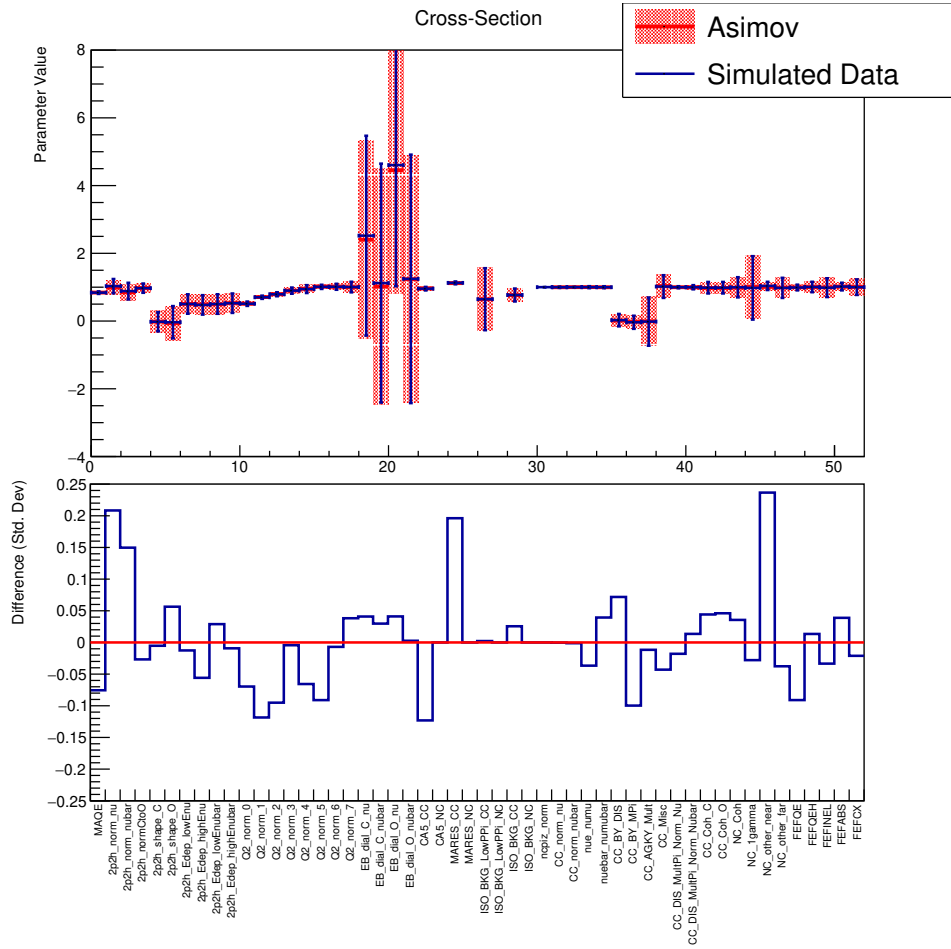 Cross-Section
Asimov
Simulated Data
Parameter Value
8
6
4
2
0
−2
−4
0 10 20 30 40 50
Difference (Std. Dev)
0.25
0.2
0.15
0.1
0.05
0
−0.05
−0.1
−0.15
−0.2
−0.25
MAQE
2p2h_norm_nu
2p2h_norm_nubar
2p2h_normCtoO
2p2h_shape_C
2p2h_shape_O
2p2h_Edep_lowEnu
2p2h_Edep_highEnu
2p2h_Edep_lowEnubar
2p2h_Edep_highEnubar
Q2_norm_0
Q2_norm_1
Q2_norm_2
Q2_norm_3
Q2_norm_4
Q2_norm_5
Q2_norm_6
Q2_norm_7
EB_dial_C_nu
EB_dial_C_nubar
EB_dial_O_nu
EB_dial_O_nubar
CA5_CC
CA5_NC
MARES_CC
MARES_NC
ISO_BKG_LowPPi_CC
ISO_BKG_LowPPi_NC
ISO_BKG_CC
ISO_BKG_NC
ncpiz_norm
CC_norm_nu
CC_norm_nubar
nue_numu
nuebar_numubar
CC_BY_DIS
CC_BY_MPi
CC_AGKY_Mult
CC_Misc
CC_DIS_MultPi_Norm_Nu
CC_DIS_MultPi_Norm_Nubar
CC_Coh_C
CC_Coh_O
NC_Coh
NC_1gamma
NC_other_near
NC_other_far
FEFQE
FEFQEH
FEFINEL
FEFABS
FEFCX